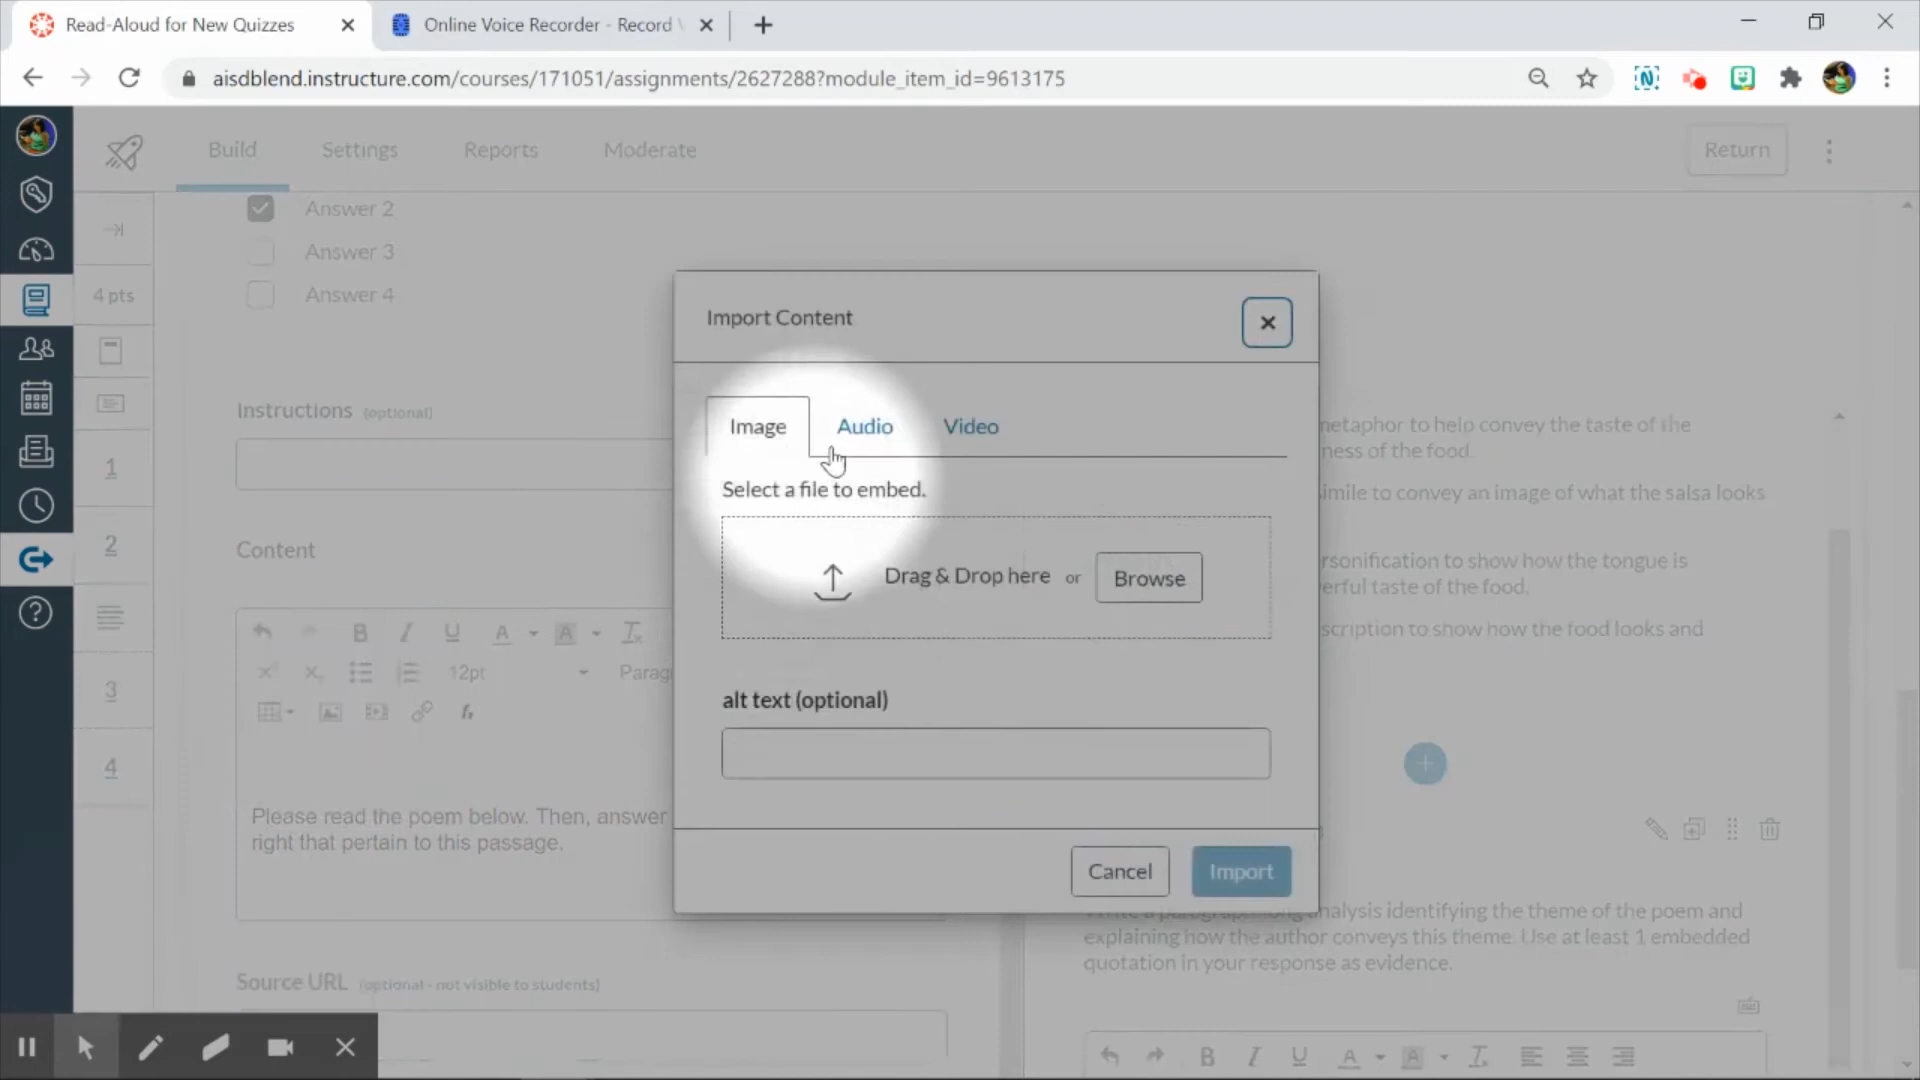 Read-Aloud for New Quizzes
Online Voice Recorder - Record
aisdblend.instructure.com/courses/171051/assignments/2627288?module_item_id=9613175
Build
Settings
Reports
Moderate
Return
Answer 2
Answer 3
Answer 4
4 pts
1
2
3
4
Instructions (optional)
Content
12pt
Paragr
Please read the poem below. Then, answer
right that pertain to this passage.
Source URL (optional - not visible to students)
Import Content
Image
Audio
Video
Select a file to embed.
Drag & Drop here or Browse
alt text (optional)
Cancel
Import
metaphor to help convey the taste of the
ness of the food.
simile to convey an image of what the salsa looks
rsonification to show how the tongue is
erful taste of the food.
scription to show how the food looks and
analysis identifying the theme of the poem and
explaining how the author conveys this theme. Use at least 1 embedded
quotation in your response as evidence.